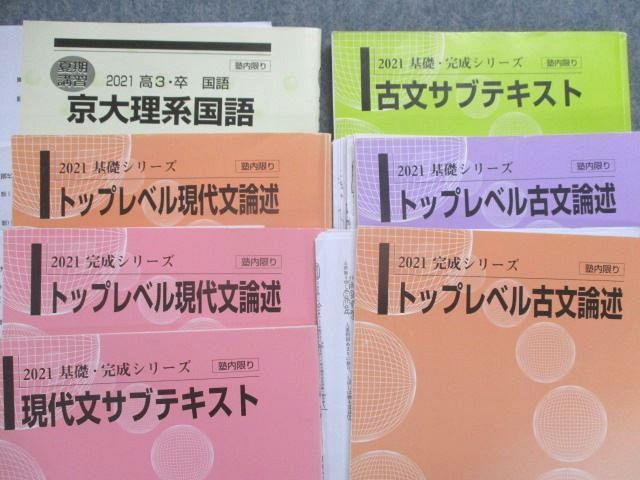 夏期
講習
2021 高3・卒 国語
塾内限り
京大理系国語
2021 基礎シリーズ
塾内限り
トップレベル現代文論述
2021 完成シリーズ
塾内限り
トップレベル現代文論述
2021 基礎・完成シリーズ
塾内限り
現代文サブテキスト
2021 基礎・完成シリーズ
塾内限り
古文サブテキスト
2021 基礎シリーズ
塾内限り
トップレベル古文論述
2021 完成シリーズ
塾内限り
トップレベル古文論述